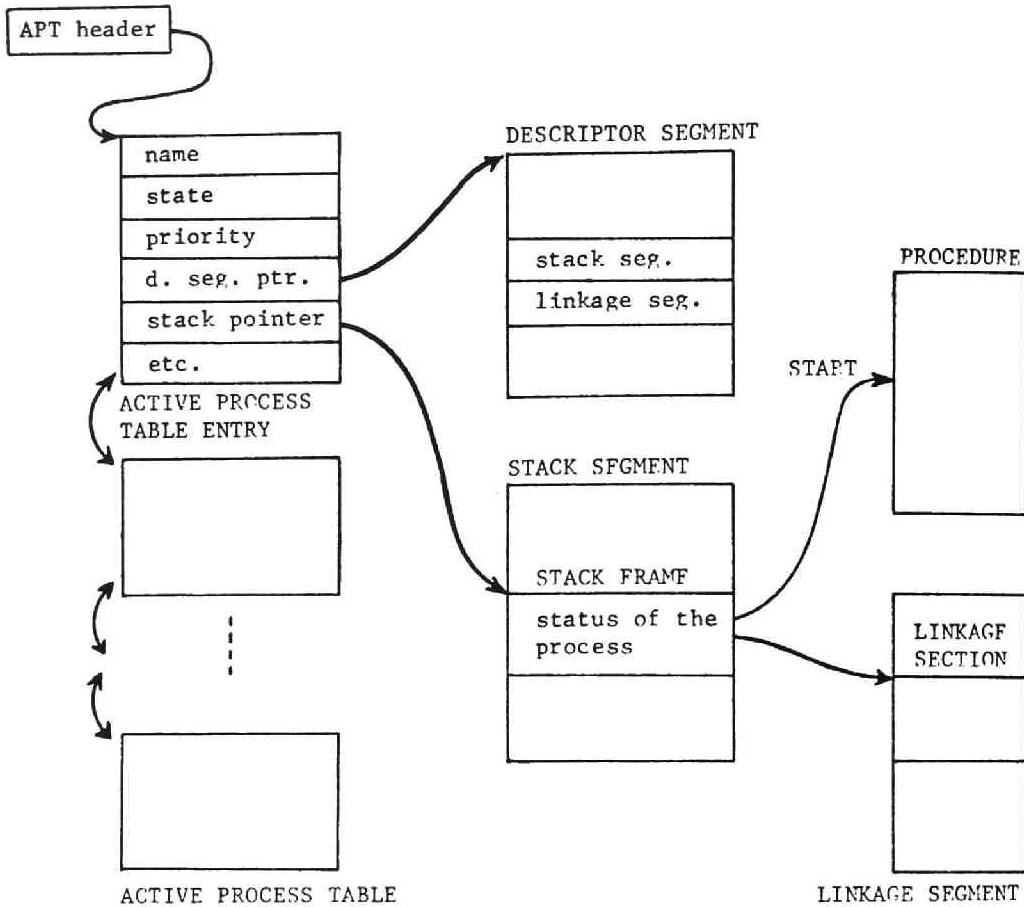 APT header
name
state
priority
d. seg. ptr.
stack pointer
etc.
ACTIVE PROCESS
TABLE ENTRY
ACTIVE PROCESS TABLE
DESCRIPTOR SEGMENT
stack seg.
linkage seg.
STACK SEGMENT
STACK FRAME
status of the
process
PROCEDURE
START
LINKAGE
SECTION
LINKAGE SEGMENT